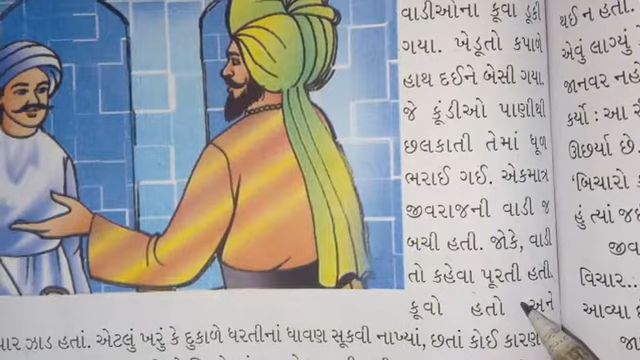 વાડીઓના કૂવા ડૂકી
ગયા. ખેડૂતો કપાળે
હાથ દઈને બેસી ગયા.
જે કૂંડીઓ પાણીથી
છલકાતી તેમાં ધૂળ
ભરાઈ ગઈ. એકમાત્ર
જીવરાજની વાડી જ
બચી હતી. જોકે, વાડી
તો કહેવા પૂરતી હતી.
કૂવો હતો અને
ઝાડ હતાં. એટલું ખરું કે દુકાળે ધરતીનાં ધાવણ સૂકવી નાખ્યાં, છતાં કોઈ કારણ
થઈ ન હતી.
એવું લાગ્યું
જાનવર નહો
કર્યો : આ
ઊછર્યા છે.
'બિચારો
હું ત્યાં જઈ
જીવ
વિચાર...
આવ્યા